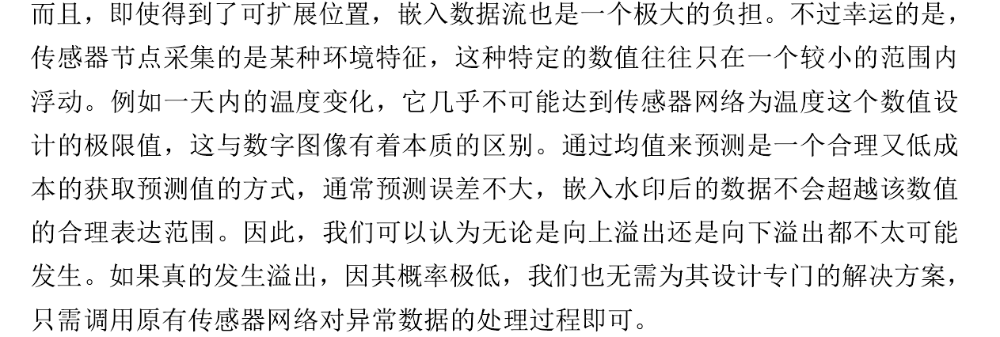 而且，即使得到了可扩展位置，嵌入数据流也是一个极大的负担。不过幸运的是，
传感器节点采集的是某种环境特征，这种特定的数值往往只在一个较小的范围内
浮动。例如一天内的温度变化，它几乎不可能达到传感器网络为温度这个数值设
计的极限值，这与数字图像有着本质的区别。通过均值来预测是一个合理又低成
本的获取预测值的方式，通常预测误差不大，嵌入水印后的数据不会超越该数值
的合理表达范围。因此，我们可以认为无论是向上溢出还是向下溢出都不太可能
发生。如果真的发生溢出，因其概率极低，我们也无需为其设计专门的解决方案，
只需调用原有传感器网络对异常数据的处理过程即可。